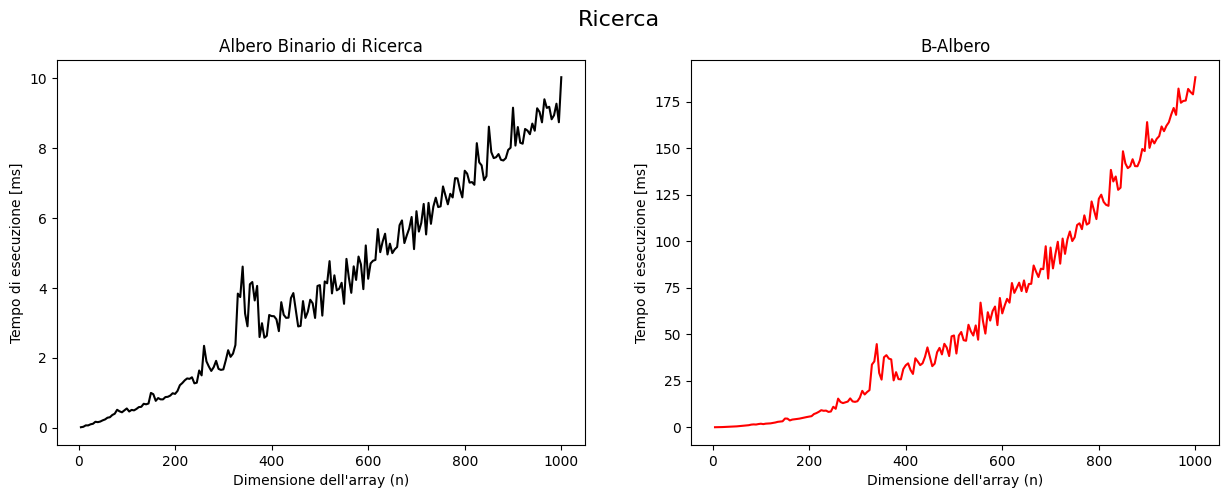 Ricerca
Albero Binario di Ricerca
Tempo di esecuzione [ms]
10
8
6
4
2
0
0 200 400 600 800 1000
Dimensione dell'array (n)
B-Albero
Tempo di esecuzione [ms]
175
150
125
100
75
50
25
0
0 200 400 600 800 1000
Dimensione dell'array (n)